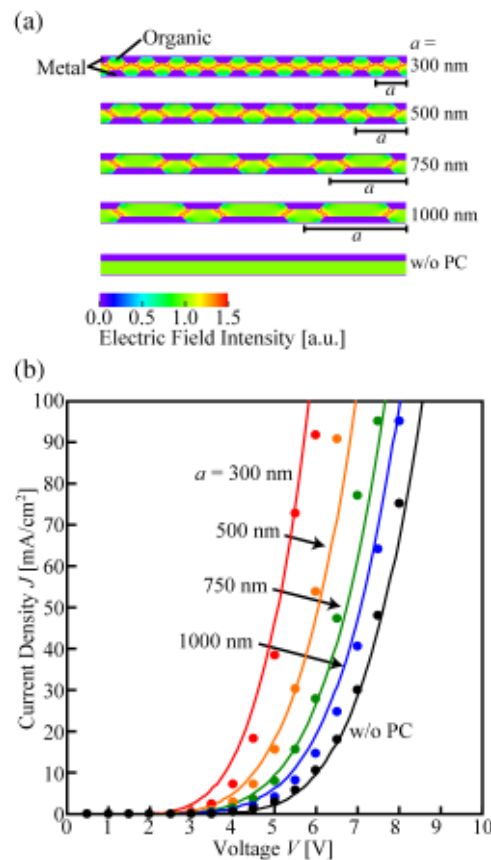 (a)
Organic
Metal
a =
300 nm
a
500 nm
a
750 nm
a
1000 nm
a
w/o PC
0.0 0.5 1.0 1.5
Electric Field Intensity [a.u.]
(b)
100
90
80
70
60
50
40
30
20
10
0
Current Density J [mA/cm²]
a = 300 nm
500 nm
750 nm
1000 nm
w/o PC
0 1 2 3 4 5 6 7 8 9 10
Voltage V [V]